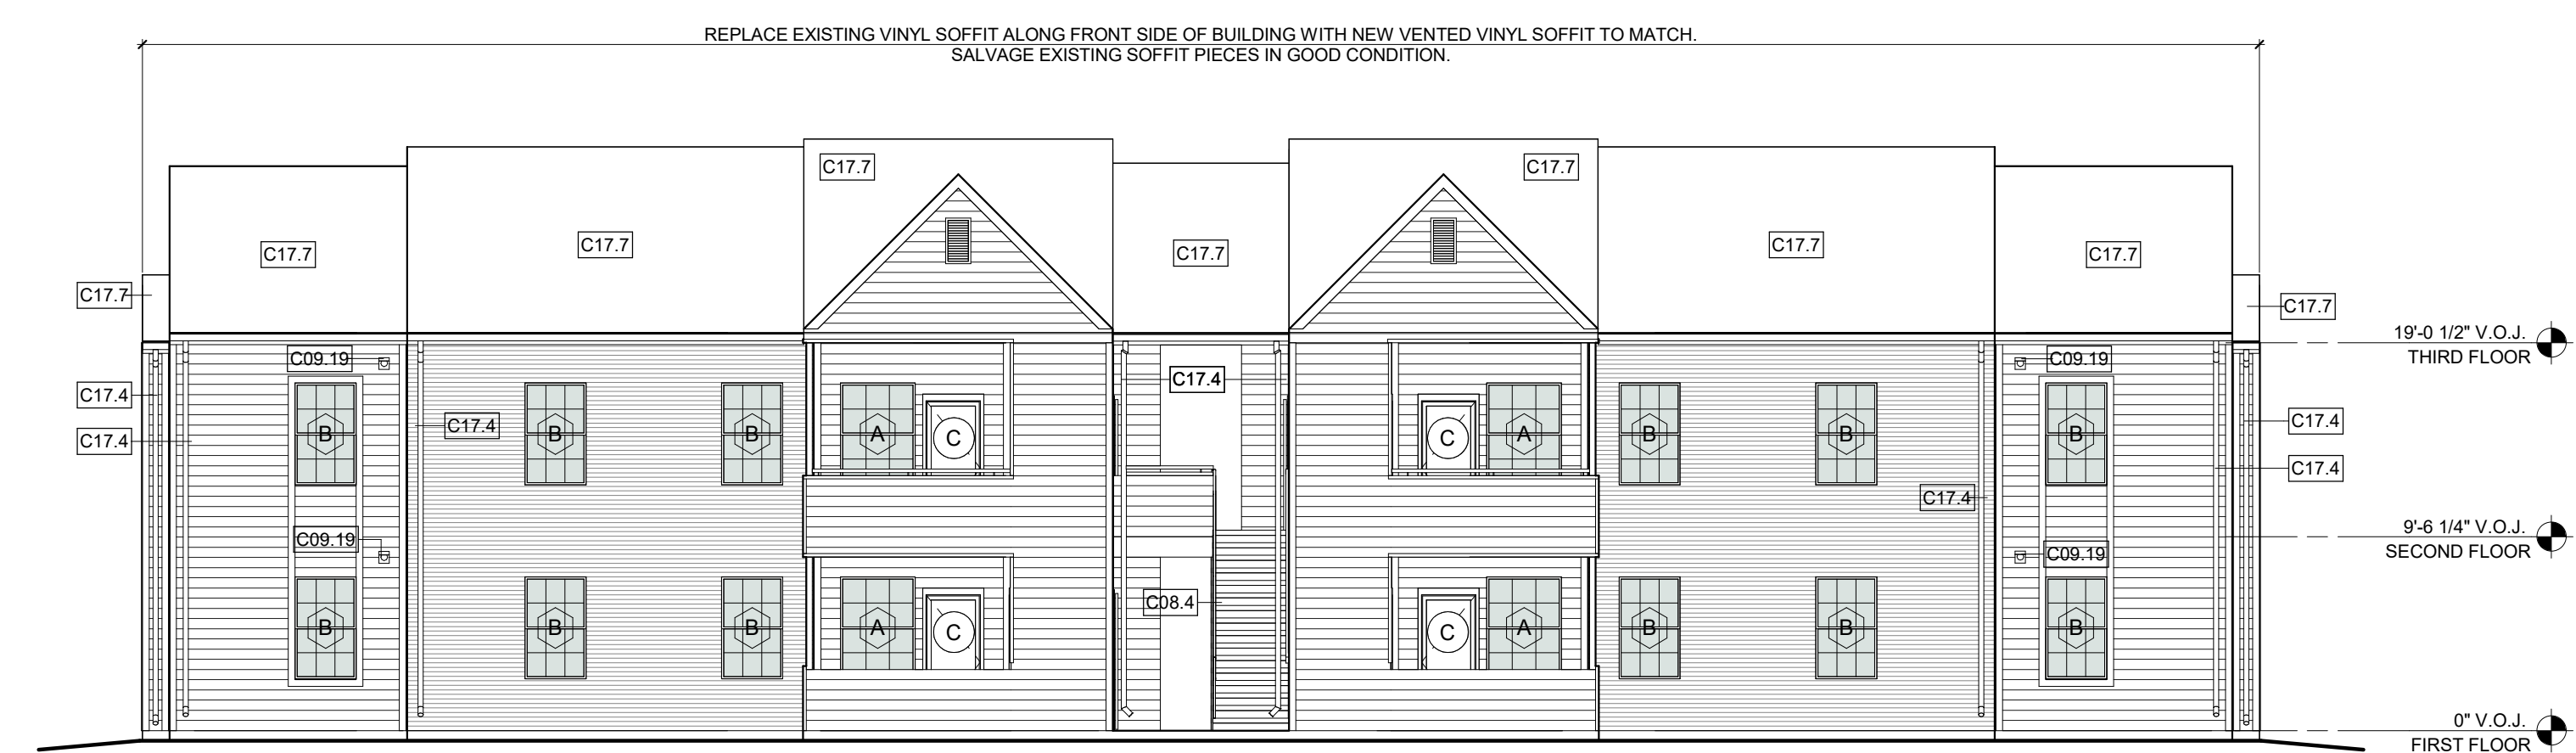 REPLACE EXISTING VINYL SOFFIT ALONG FRONT SIDE OF BUILDING WITH NEW VENTED VINYL SOFFIT TO MATCH.
SALVAGE EXISTING SOFFIT PIECES IN GOOD CONDITION.
C17.7
C17.7
C17.7
C17.7
C17.7
C17.7
C17.7
C17.7
C17.7
19'-0 1/2" V.O.J.
THIRD FLOOR
C09.19
C09.19
C17.4
C17.4
C17.4
C17.4
C17.4
C17.4
C17.4
B
B
B
A
C
C
A
B
B
B
C17.4
C09.19
C09.19
9'-6 1/4" V.O.J.
SECOND FLOOR
C08.4
B
B
B
A
C
C
A
B
B
B
0" V.O.J.
FIRST FLOOR